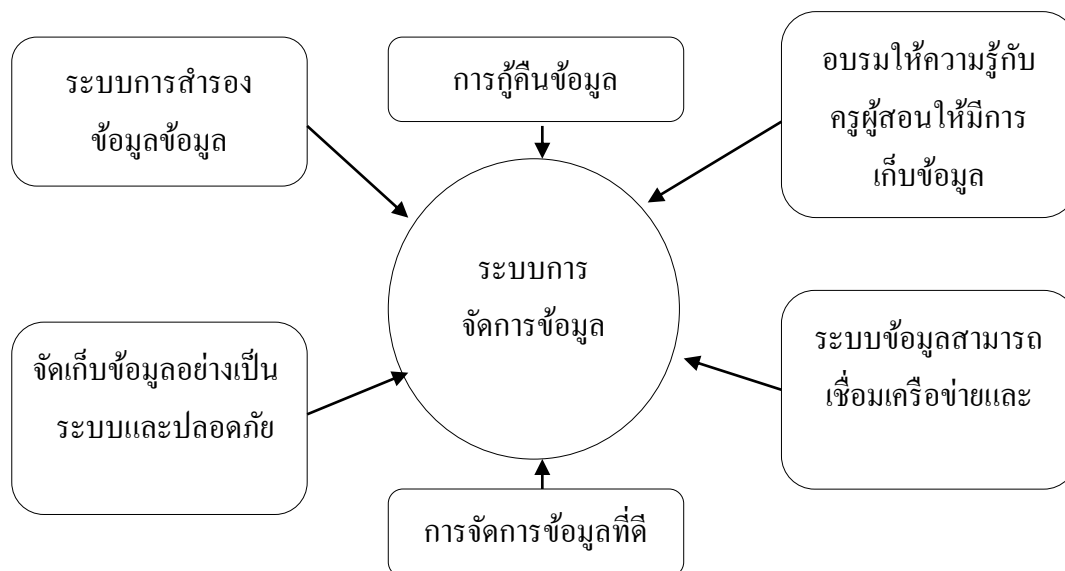 ระบบการสำรอง
ข้อมูลข้อมูล
การกู้คืนข้อมูล
อบรมให้ความรู้กับ
ครูผู้สอนให้มีการ
เก็บข้อมูล
ระบบการ
จัดการข้อมูล
จัดเก็บข้อมูลอย่างเป็น
ระบบและปลอดภัย
ระบบข้อมูลสามารถ
เชื่อมเครือข่ายและ
การจัดการข้อมูลที่ดี